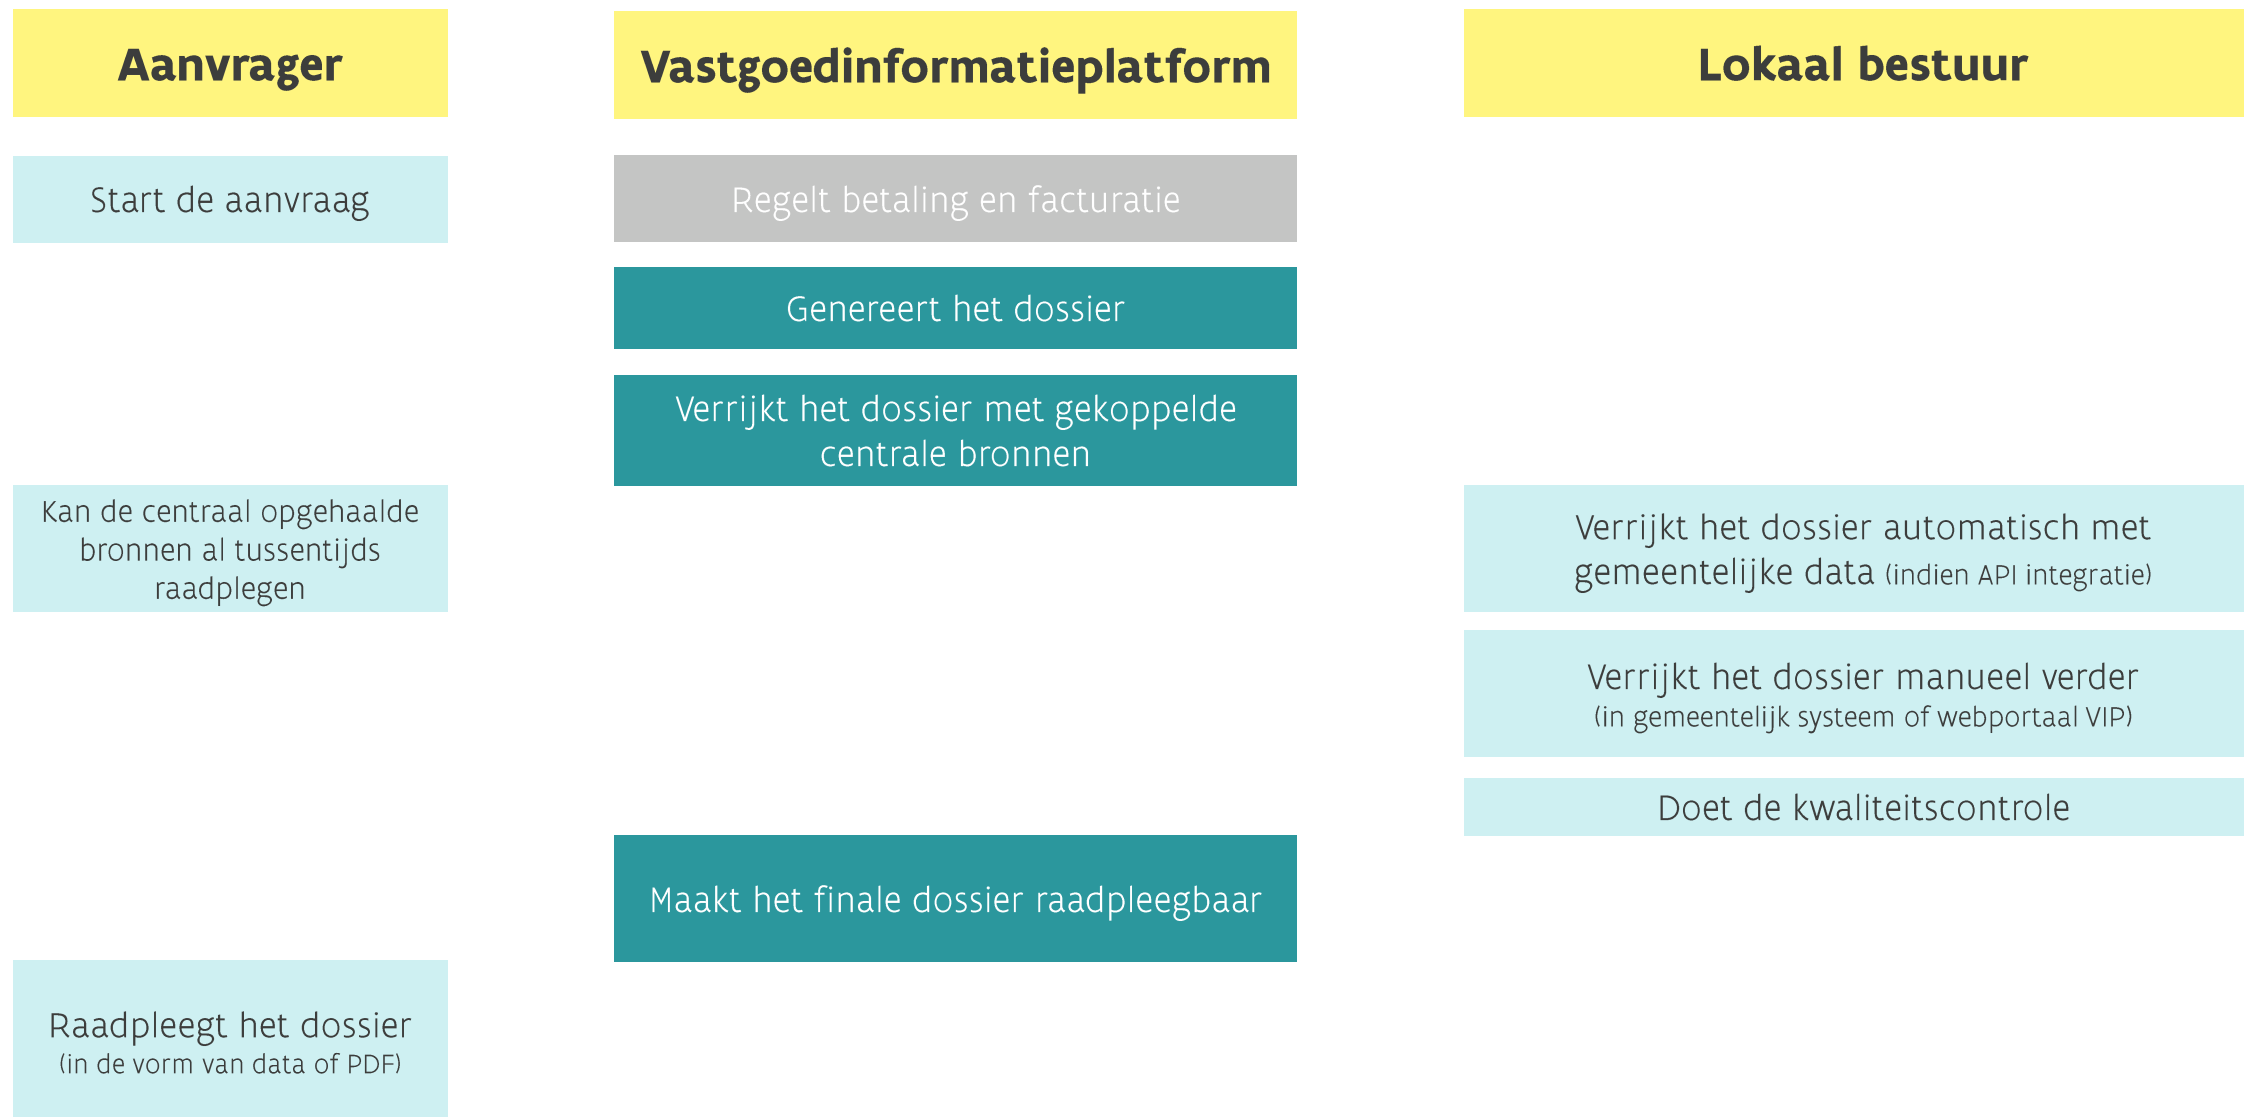 Aanvrager
Vastgoedinformatieplatform
Lokaal bestuur
Start de aanvraag
Regelt betaling en facturatie
Genereert het dossier
Verrijkt het dossier met gekoppelde
centrale bronnen
Kan de centraal opgehaalde
bronnen al tussentijds
raadplegen
Verrijkt het dossier automatisch met
gemeentelijke data (indien API integratie)
Verrijkt het dossier manueel verder
(in gemeentelijk systeem of webportaal VIP)
Doet de kwaliteitscontrole
Maakt het finale dossier raadpleegbaar
Raadpleegt het dossier
(in de vorm van data of PDF)